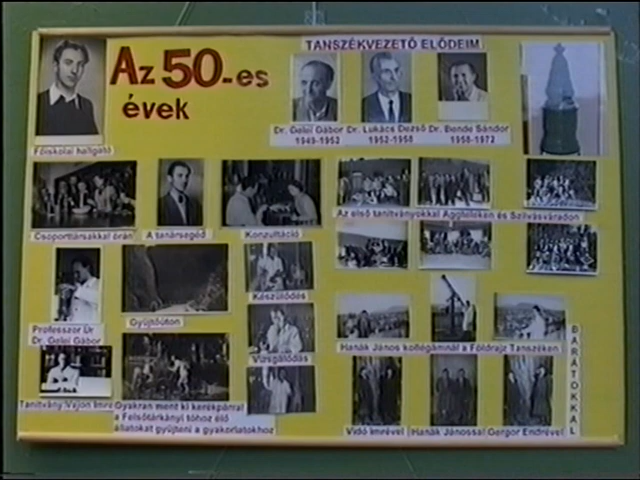 Az 50-es
évek
Főiskolai hallgató
TANSZÉKVEZETŐ ELŐDEIM
Dr. Gelei Gábor Dr. Lukács Dezső Dr. Bende Sándor
1949-1952 1952-1958 1958-1972
Csoporttársakkal órán
A tanársegéd
Konzultáció
Az első tanítványokkal Aggteleken és Szilvásváradon
Professzor Úr
Dr. Gelei Gábor
Gyűjtőúton
Készülődés
Vizsgálódás
Hanák János kollégámnál a Földrajz Tanszéken
BARÁTOKKAL
Tanítvány Vajon Imre
Gyakran ment ki kerékpárral
a Felsőtárkányi tóhoz élő
állatokat gyűjteni a gyakorlatokhoz
Vidó Imrével
Hanák Jánossal
Gergor Endrével